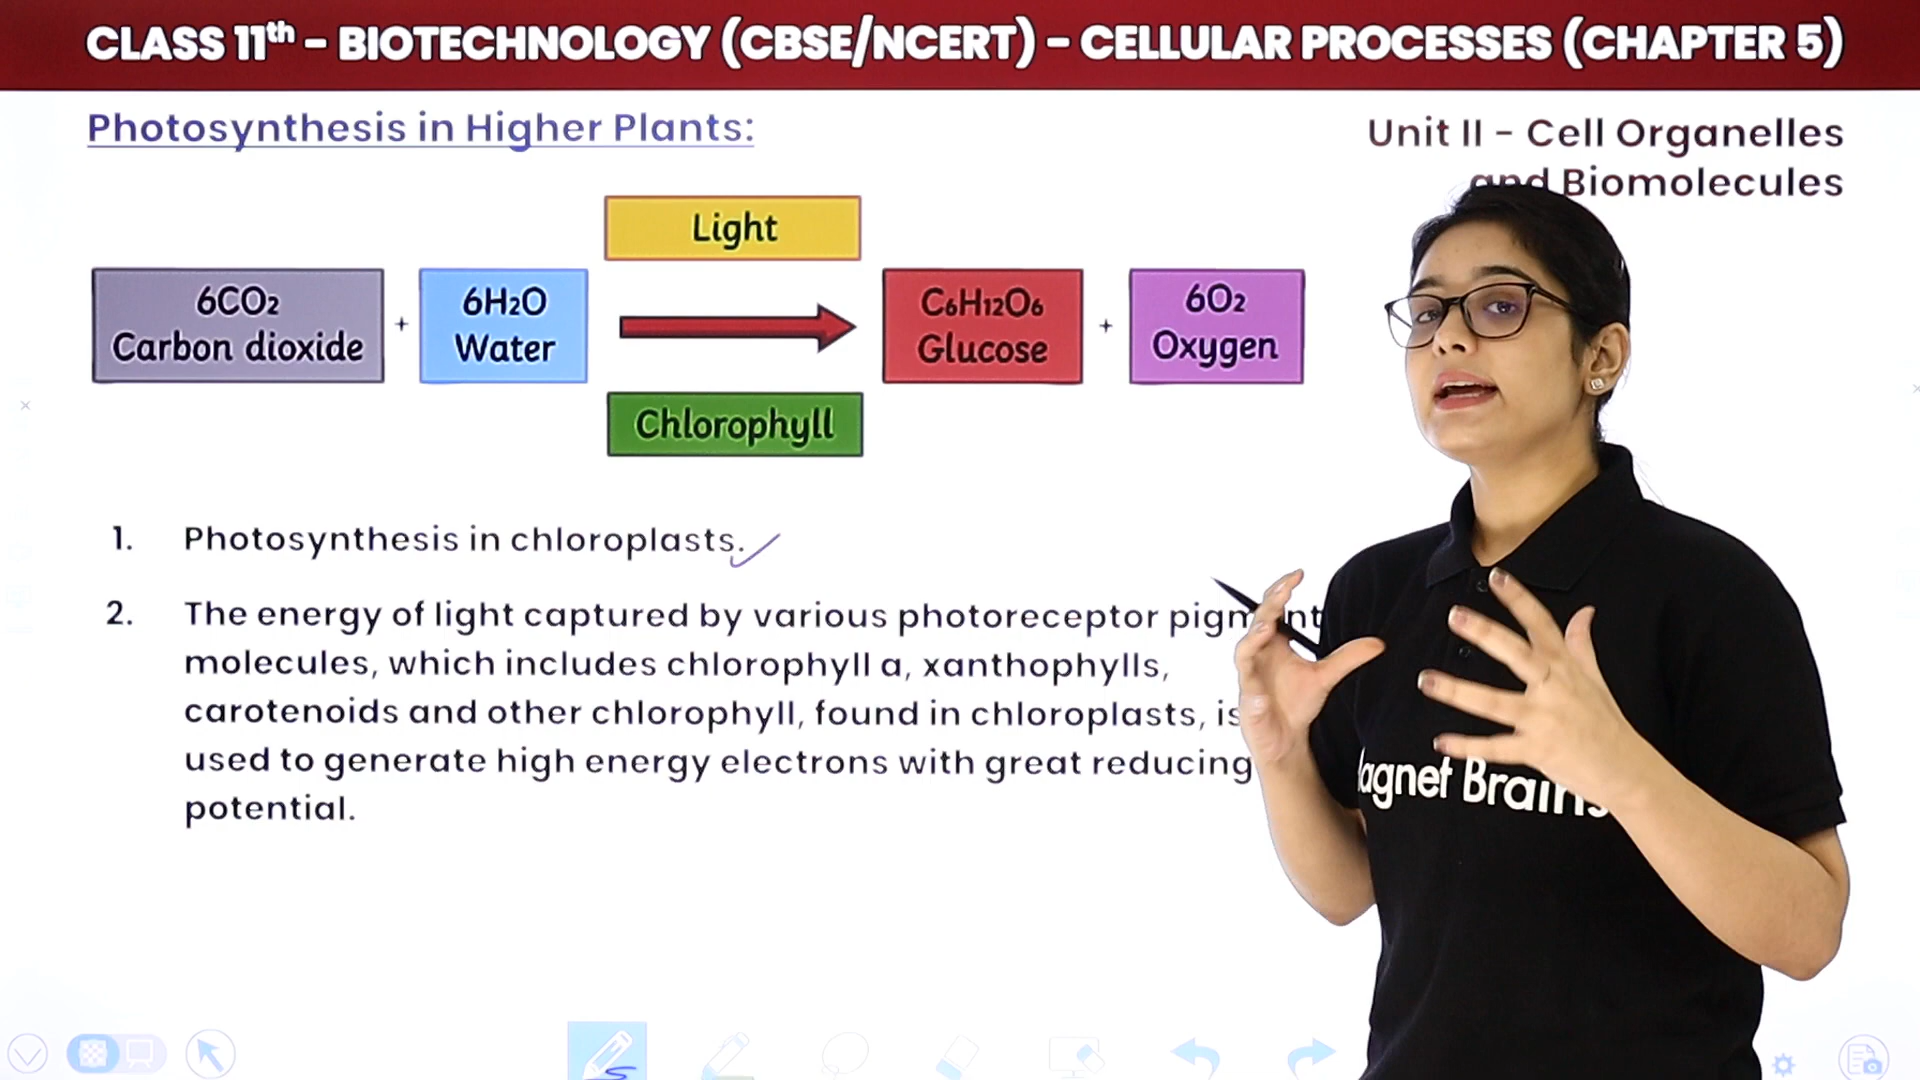 CLASS 11th – BIOTECHNOLOGY (CBSE/NCERT) – CELLULAR PROCESSES (CHAPTER 5)
Photosynthesis in Higher Plants:
Unit II – Cell Organelles
and Biomolecules
Light
6CO2
Carbon dioxide
+
6H2O
Water
C6H12O6
Glucose
+
6O2
Oxygen
Chlorophyll
1. Photosynthesis in chloroplasts.
2. The energy of light captured by various photoreceptor pigment
molecules, which includes chlorophyll a, xanthophylls,
carotenoids and other chlorophyll, found in chloroplasts, is
used to generate high energy electrons with great reducing
potential.
Magnet Brains